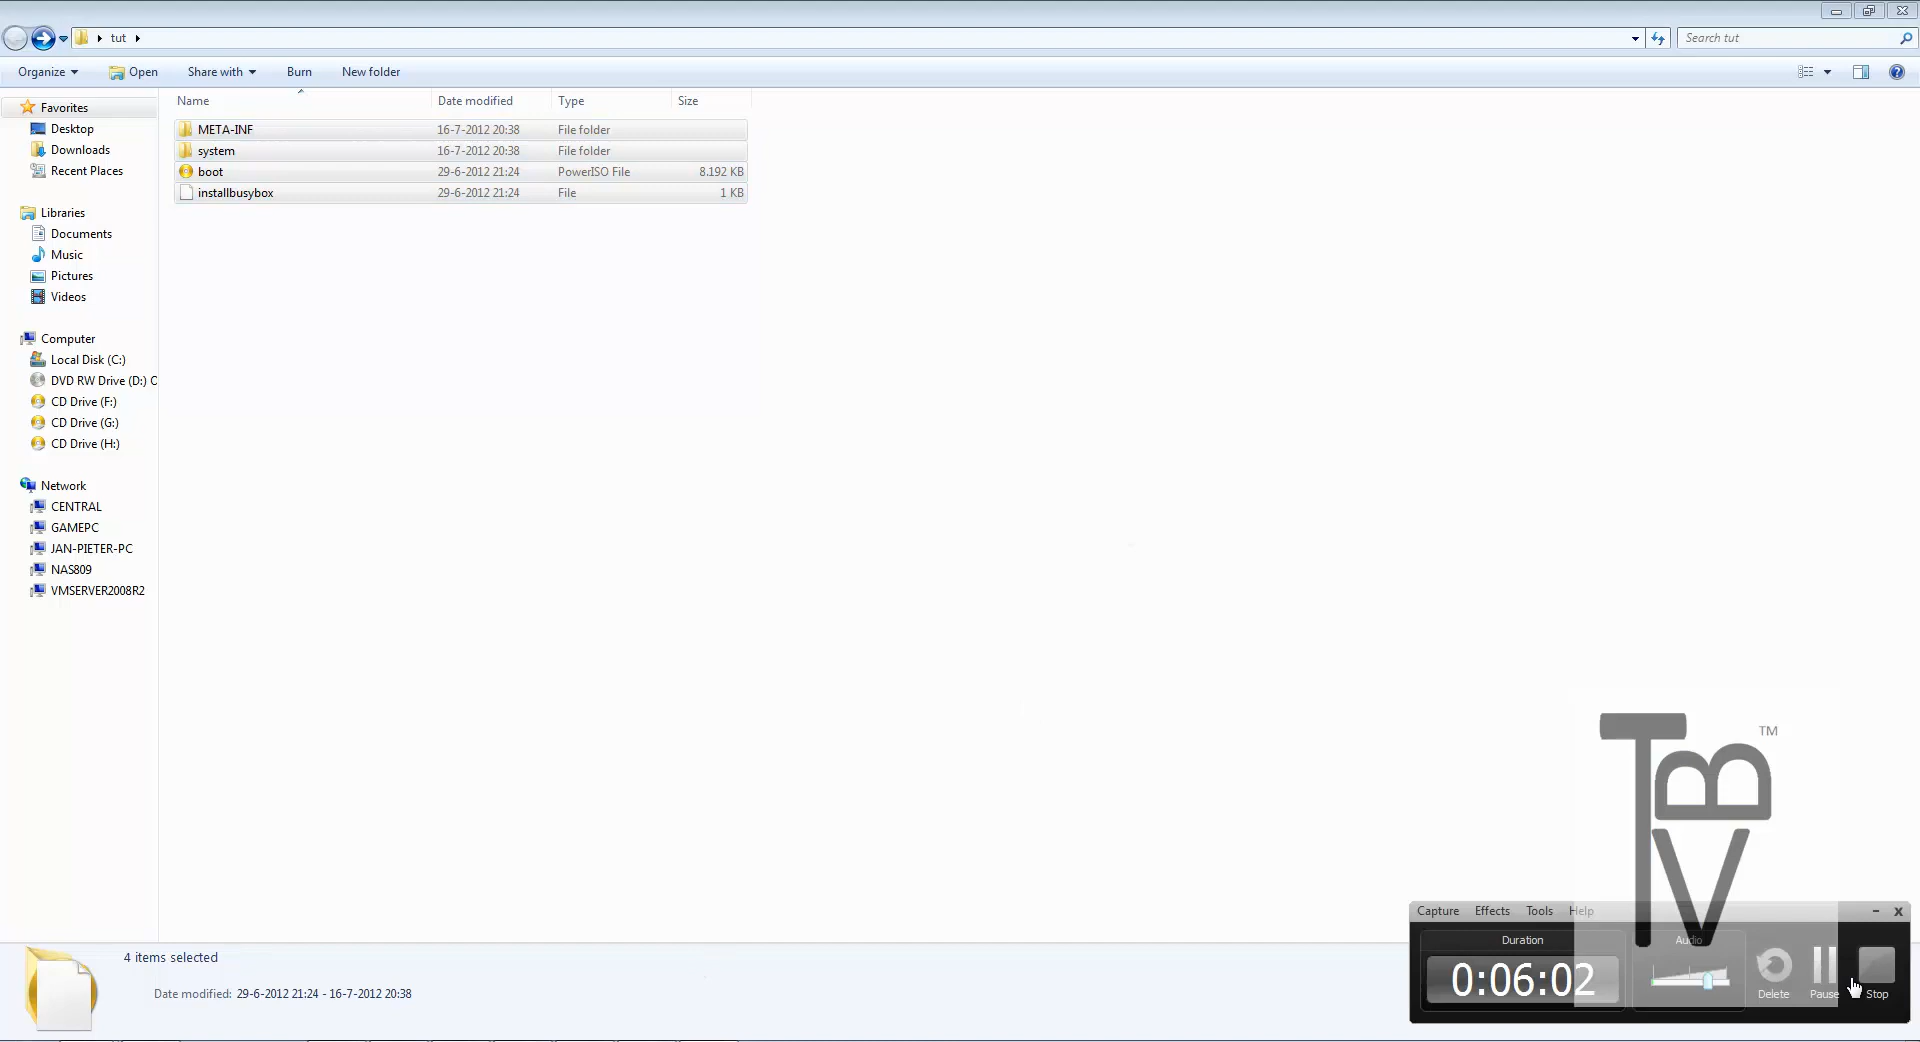 tut
Search tut
Organize Open Share with Burn New folder
Name Date modified Type Size
META-INF 16-7-2012 20:38 File folder
system 16-7-2012 20:38 File folder
boot 29-6-2012 21:24 PowerISO File 8.192 KB
installbusybox 29-6-2012 21:24 File 1 KB
Favorites
Desktop
Downloads
Recent Places
Libraries
Documents
Music
Pictures
Videos
Computer
Local Disk (C:)
DVD RW Drive (D:) C
CD Drive (F:)
CD Drive (G:)
CD Drive (H:)
Network
CENTRAL
GAMEPC
JAN-PIETER-PC
NAS809
VMSERVER2008R2
TBV TM
Capture Effects Tools Help
Duration Audio
0:06:02
Delete Pause Stop
4 items selected
Date modified: 29-6-2012 21:24 - 16-7-2012 20:38